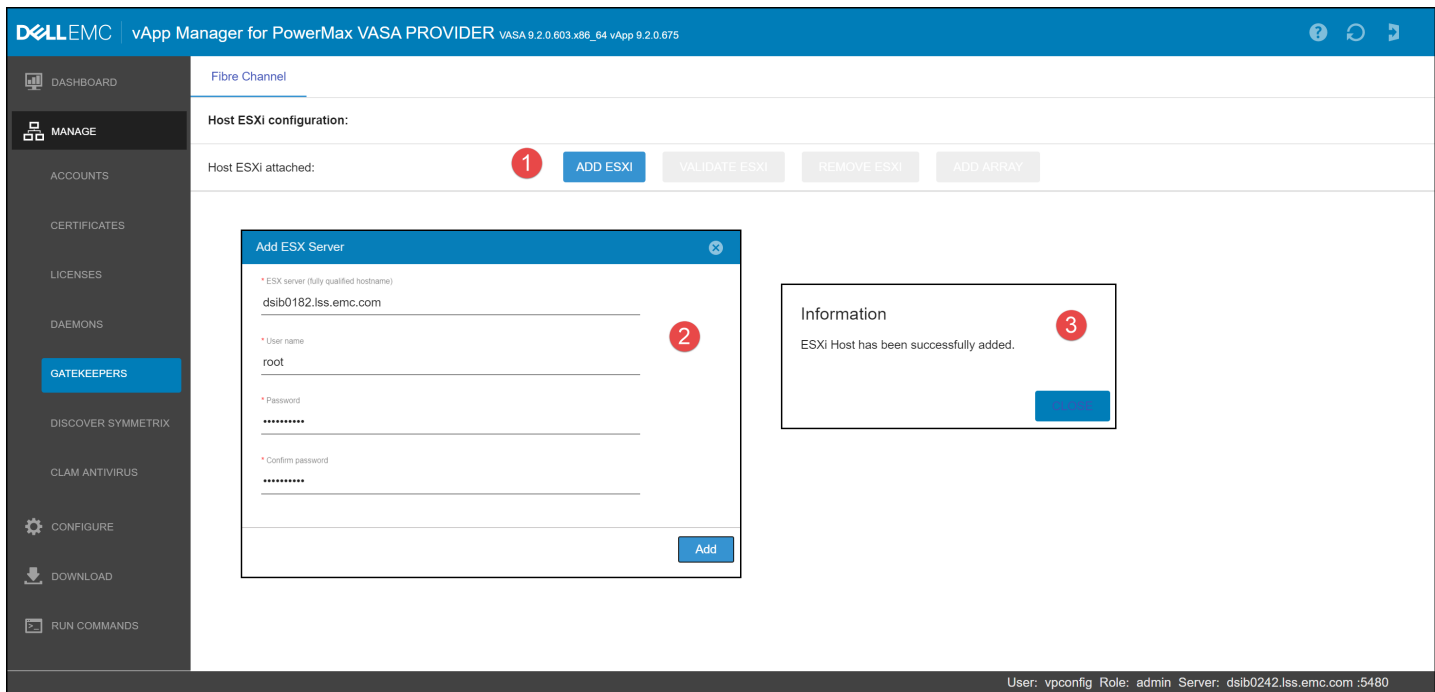 DELLEMC vApp Manager for PowerMax VASA PROVIDER VASA 9.2.0.603.x86_64 vApp 9.2.0.675
?
DASHBOARD
MANAGE
ACCOUNTS
CERTIFICATES
LICENSES
DAEMONS
GATEKEEPERS
DISCOVER SYMMETRIX
CLAM ANTIVIRUS
CONFIGURE
DOWNLOAD
RUN COMMANDS
Fibre Channel
Host ESXi configuration:
Host ESXi attached: 1 ADD ESXI VALIDATE ESXI REMOVE ESXI ADD ARRAY
Add ESX Server
* ESX server (fully qualified hostname)
dsib0182.lss.emc.com
2
* User name
root
* Password
••••••••••
* Confirm password
••••••••••
Add
Information
3
ESXi Host has been successfully added.
CLOSE
User: vpconfig Role: admin Server: dsib0242.lss.emc.com :5480